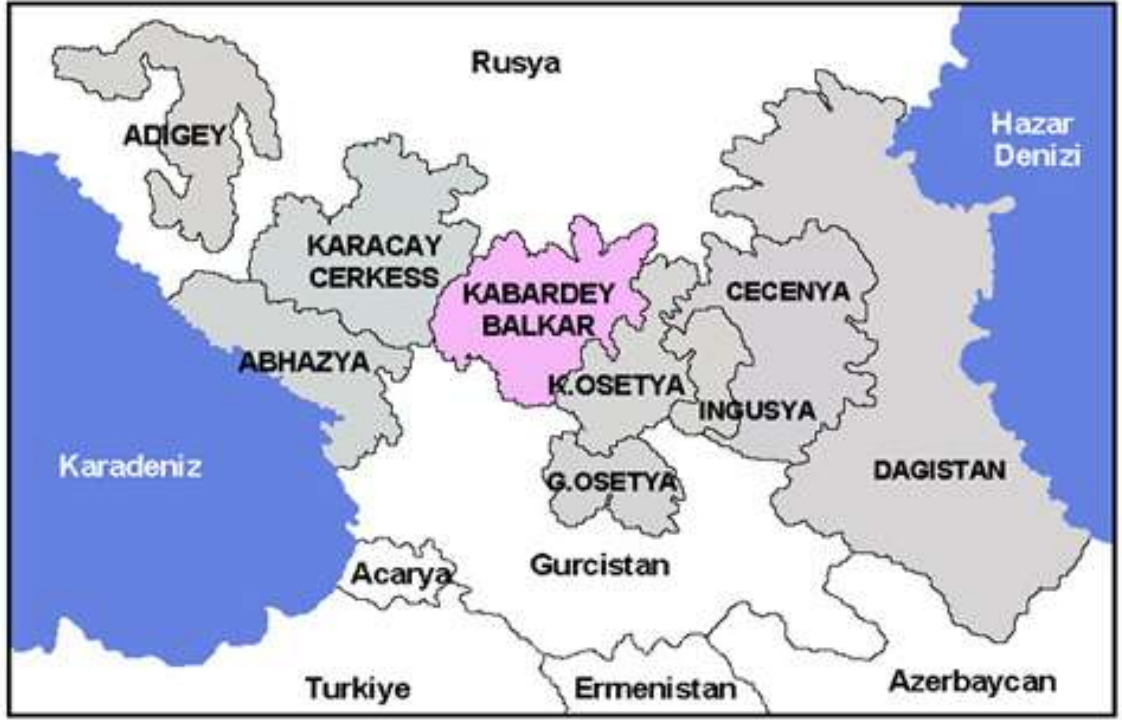 Rusya
Hazar
Denizi
ADIGEY
KARACAY
CERKESS
KABARDEY
BALKAR
CECENYA
ABHAZYA
K.OSETYA
INGUSYA
Karadeniz
G.OSETYA
DAGISTAN
Acarya
Gurcistan
Turkiye
Ermenistan
Azerbaycan